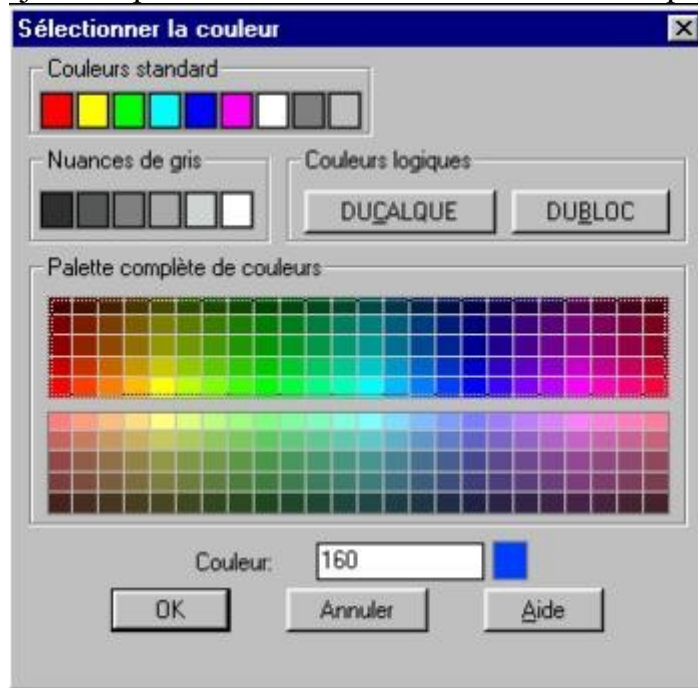 Sélectionner la couleur
Couleurs standard
Nuances de gris
Couleurs logiques
DUCALQUE
DUBLOC
Palette complète de couleurs
Couleur:
160
OK
Annuler
Aide